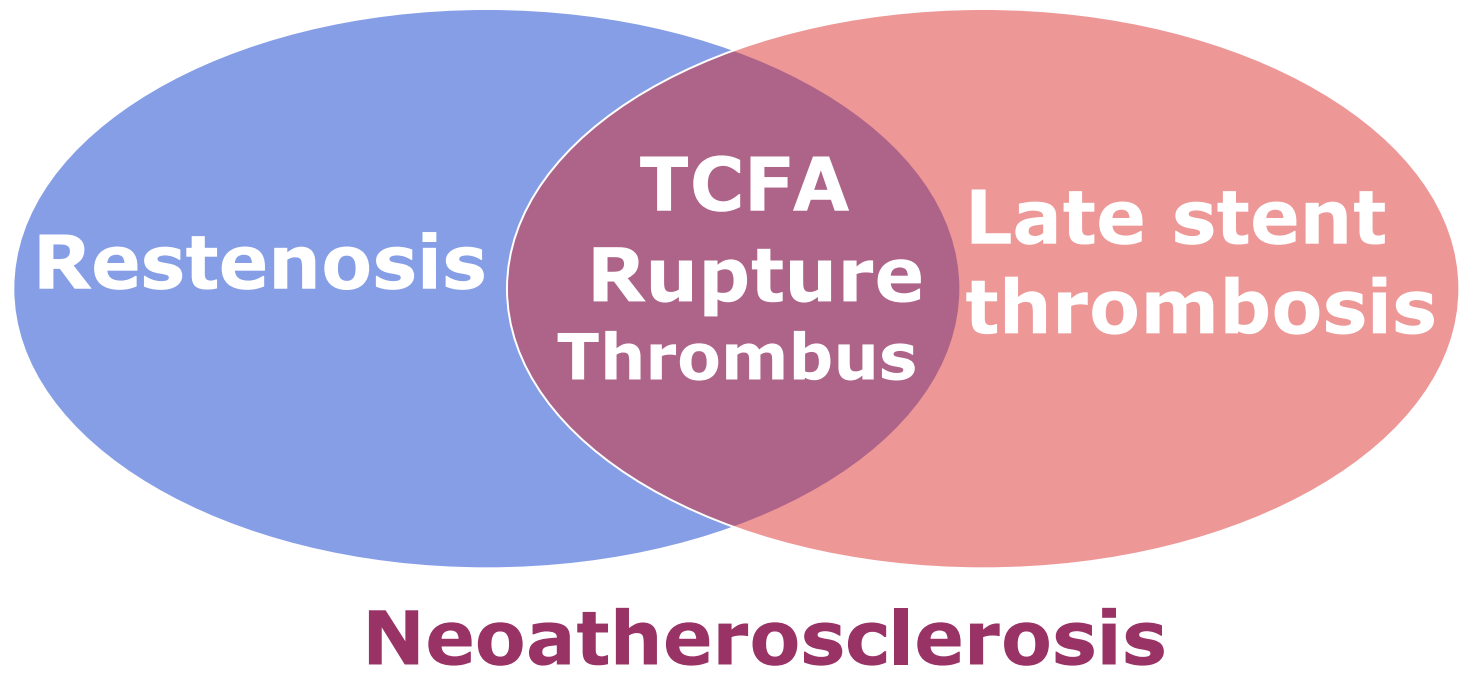 Restenosis
TCFA
Rupture
Thrombus
Late stent
thrombosis
Neoatherosclerosis